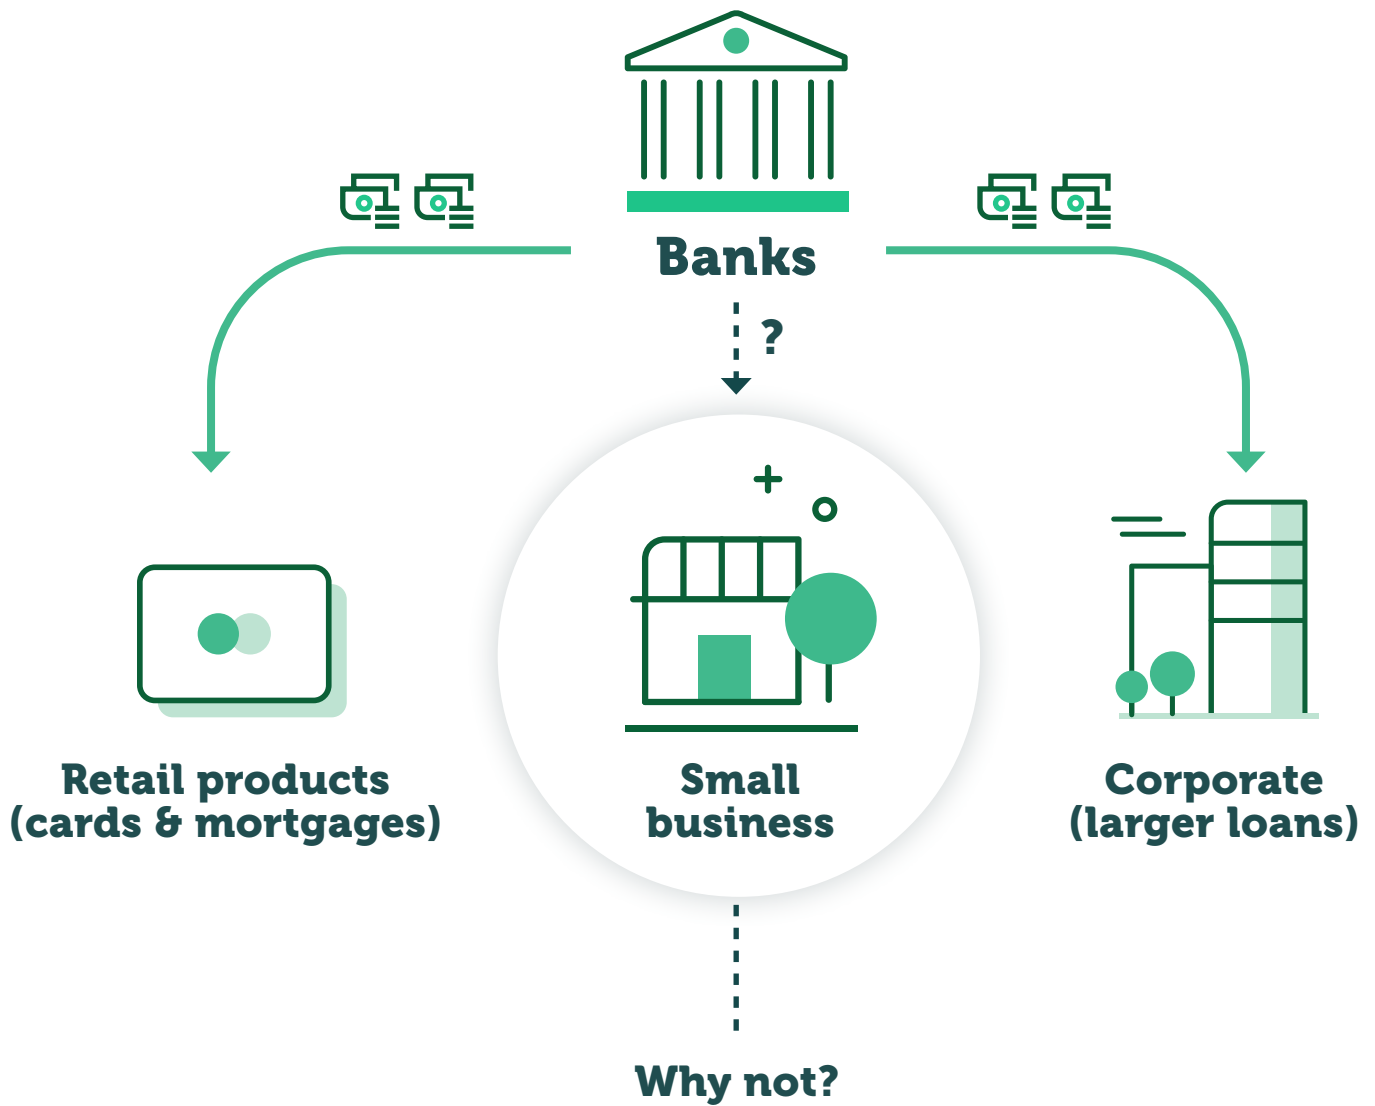 Banks
?
Retail products
(cards & mortgages)
Small
business
Corporate
(larger loans)
Why not?